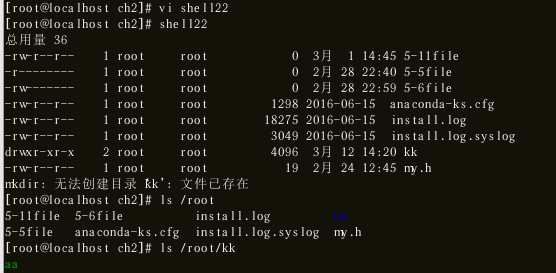 [root@localhost ch2]# vi shell22
[root@localhost ch2]# shell22
总用量 36
-rw-r--r-- 1 root root 0 3月 1 14:45 5-11file
-r-------- 1 root root 0 2月 28 22:40 5-5file
-rw------- 1 root root 0 2月 28 22:59 5-6file
-rw-r--r-- 1 root root 1298 2016-06-15 anaconda-ks.cfg
-rw-r--r-- 1 root root 18275 2016-06-15 install.log
-rw-r--r-- 1 root root 3049 2016-06-15 install.log.syslog
drwxr-xr-x 2 root root 4096 3月 12 14:20 kk
-rw-r--r-- 1 root root 19 2月 24 12:45 my.h
mkdir: 无法创建目录 'kk': 文件已存在
[root@localhost ch2]# ls /root
5-11file 5-6file install.log kk
5-5file anaconda-ks.cfg install.log.syslog my.h
[root@localhost ch2]# ls /root/kk
aa